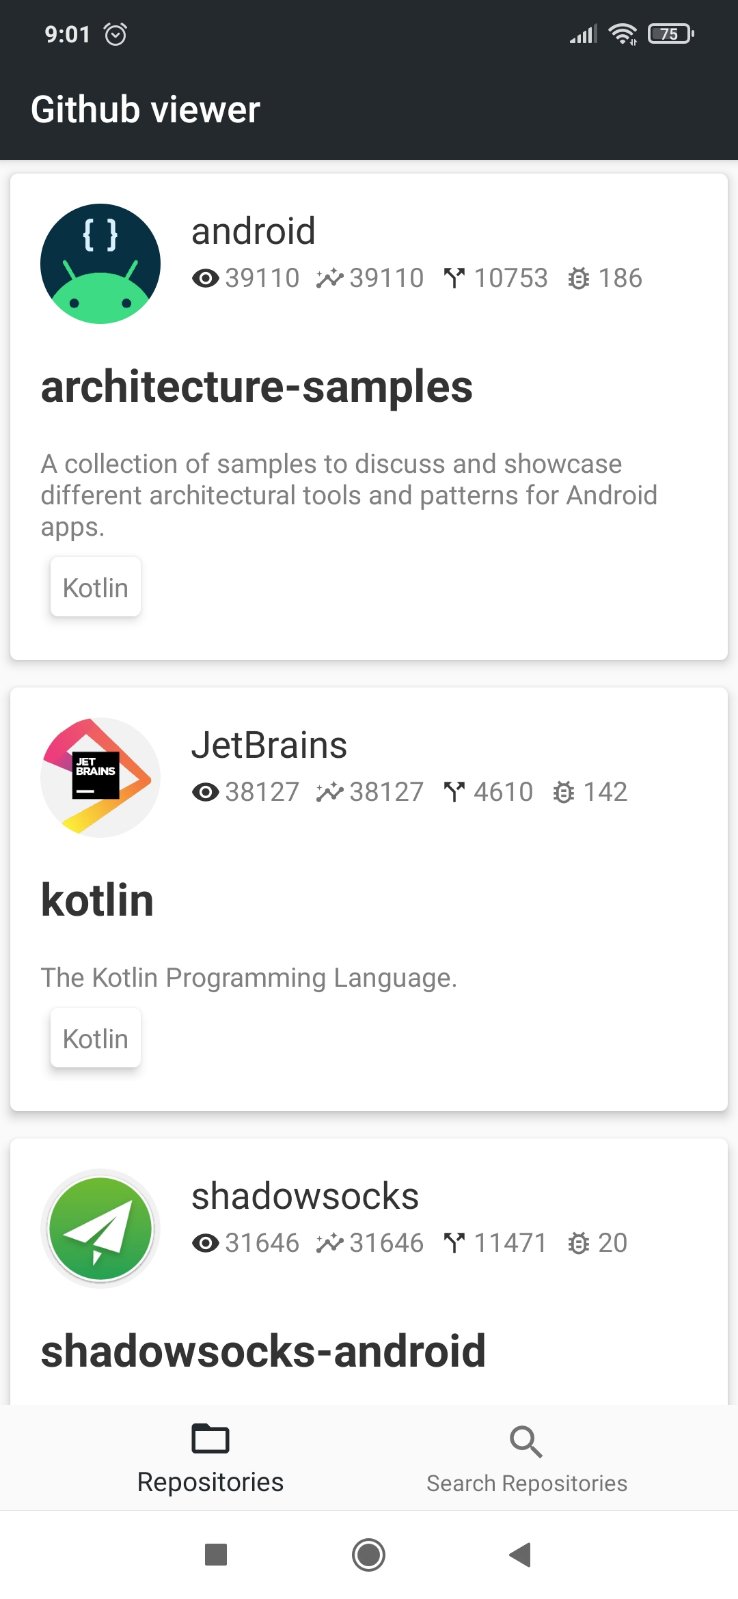 9:01
75
Github viewer
{ }
android
39110 39110 10753 186
architecture-samples
A collection of samples to discuss and showcase
different architectural tools and patterns for Android
apps.
Kotlin
JET
BRAINS
JetBrains
38127 38127 4610 142
kotlin
The Kotlin Programming Language.
Kotlin
shadowsocks
31646 31646 11471 20
shadowsocks-android
Repositories
Search Repositories